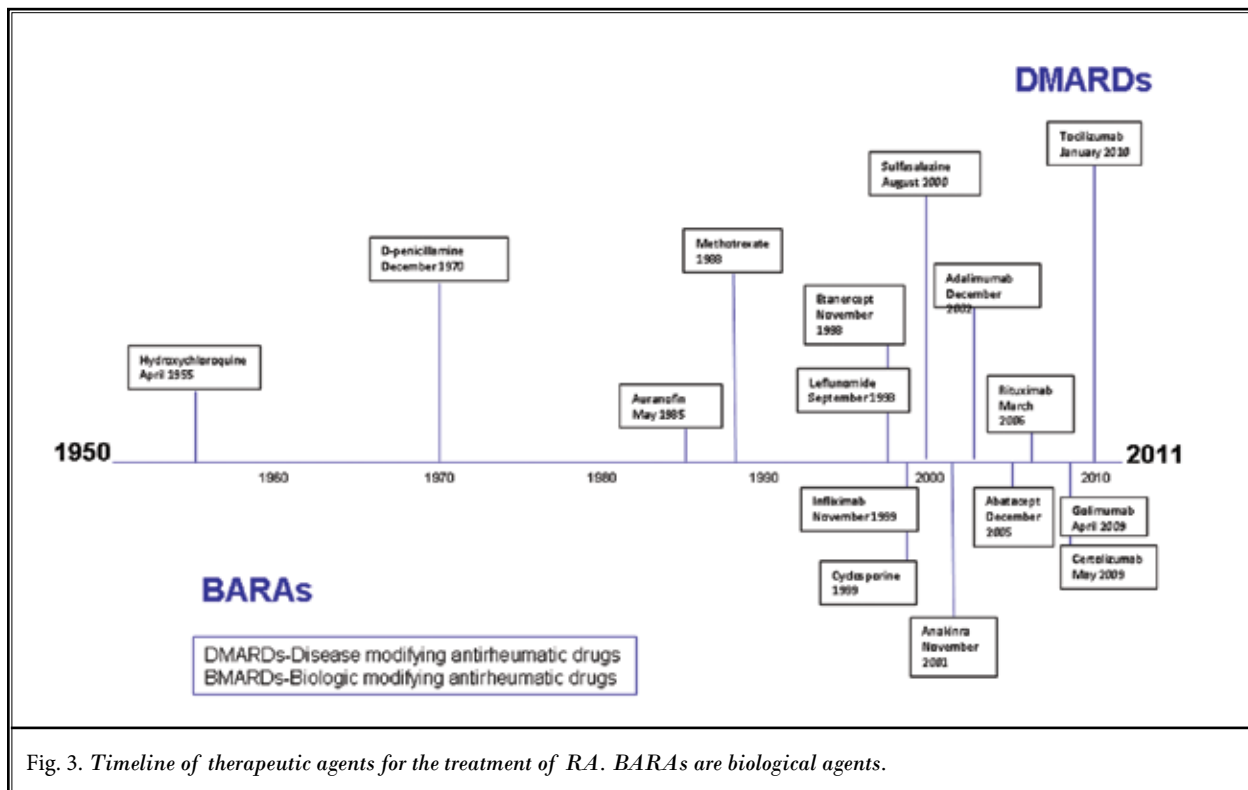 DMARDs
Tocilizumab
January 2010
Sulfasalazine
August 2000
Methotrexate
1988
D-penicillamine
December 1970
Adalimumab
December
2002
Etanercept
November
1998
Hydroxychloroquine
April 1955
Leflunomide
September 1998
Rituximab
March
2006
Auranofin
May 1985
1950
2011
1960
1970
1980
1990
2000
2010
Infliximab
November 1999
Abatacept
December
2005
Golimumab
April 2009
Certolizumab
May 2009
Cyclosporine
1999
BARAs
Anakinra
November
2001
DMARDs-Disease modifying antirheumatic drugs
BMARDs-Biologic modifying antirheumatic drugs
Fig. 3. Timeline of therapeutic agents for the treatment of RA. BARAs are biological agents.